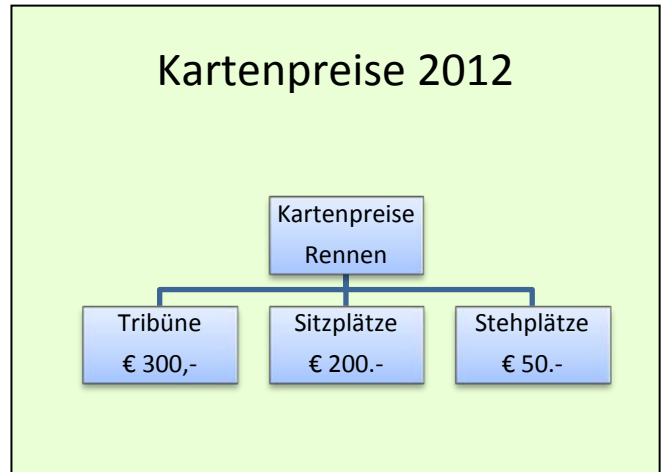 Kartenpreise 2012
Kartenpreise
Rennen
Tribüne
€ 300,-
Sitzplätze
€ 200.-
Stehplätze
€ 50.-